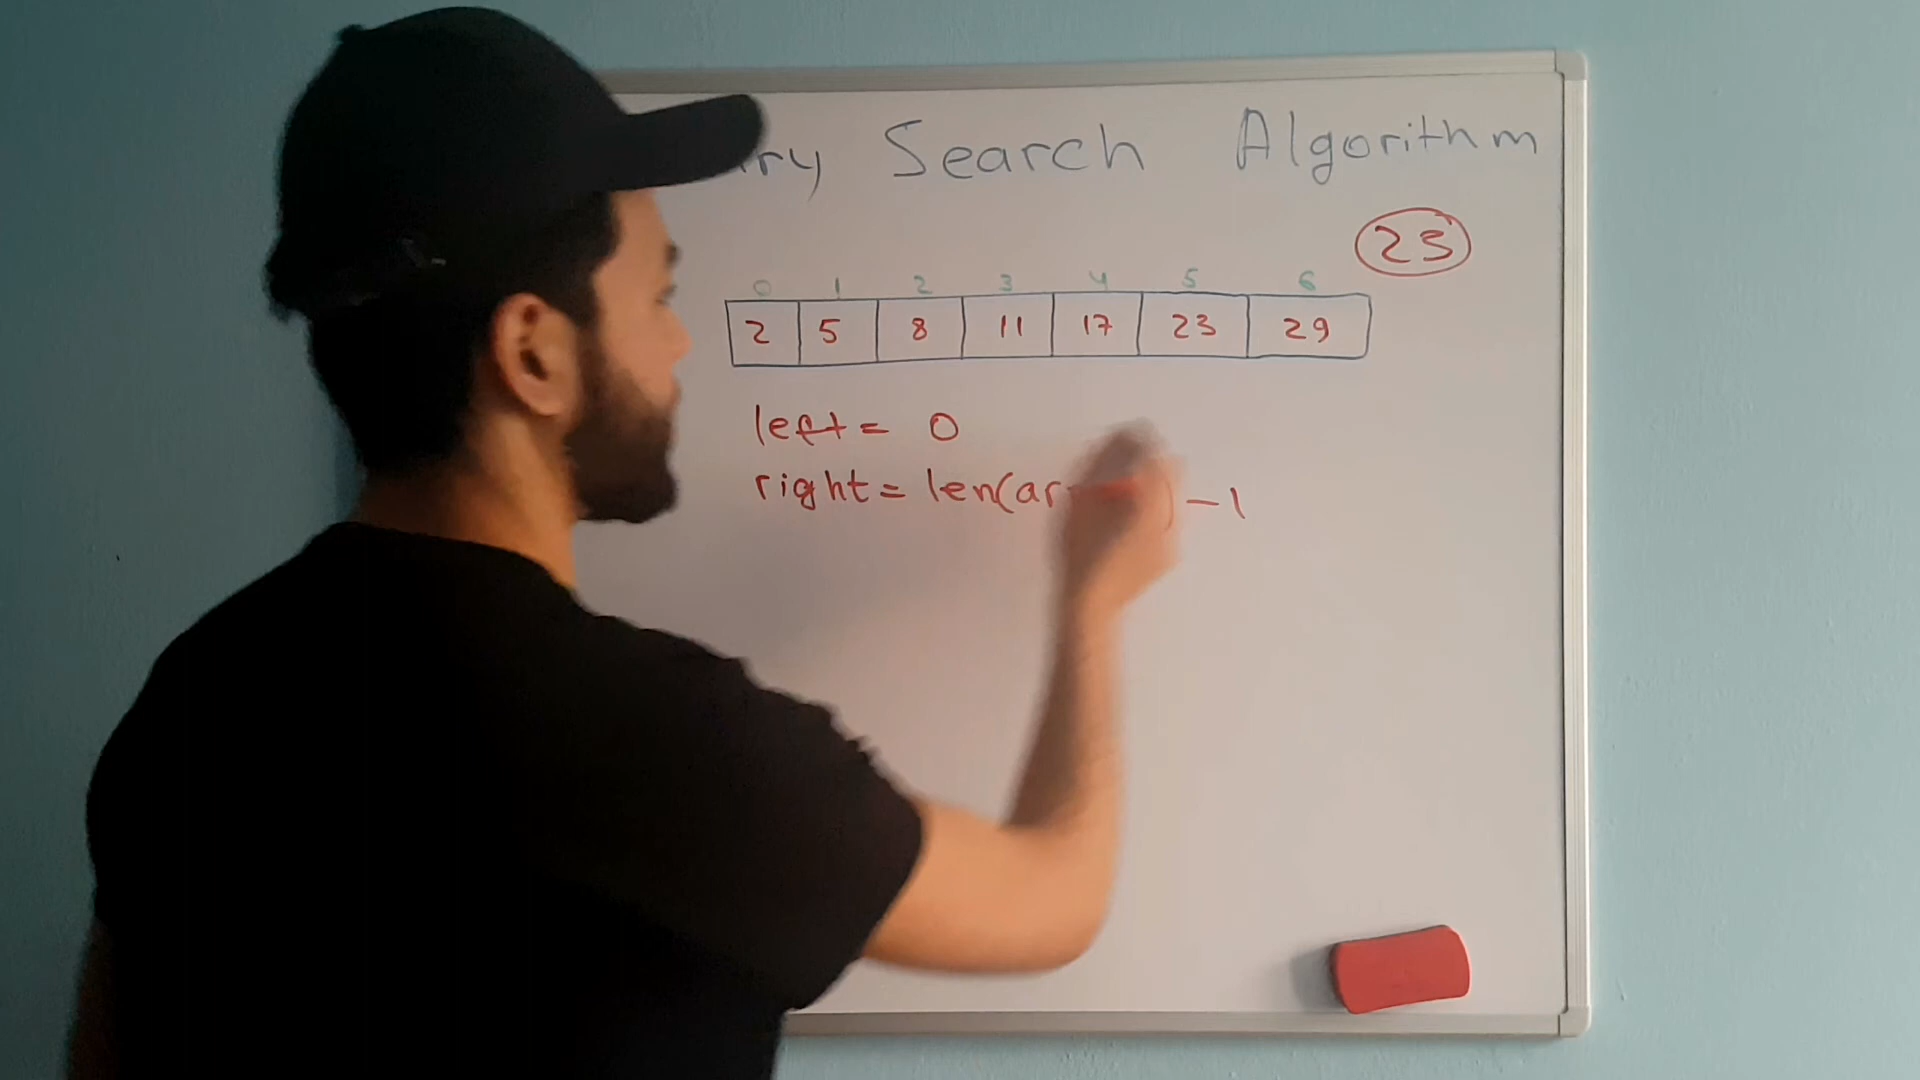 Search Algorithm
23
0 1 2 3 4 5 6
2 5 8 11 17 23 29
left = 0
right = len(ar ) - 1